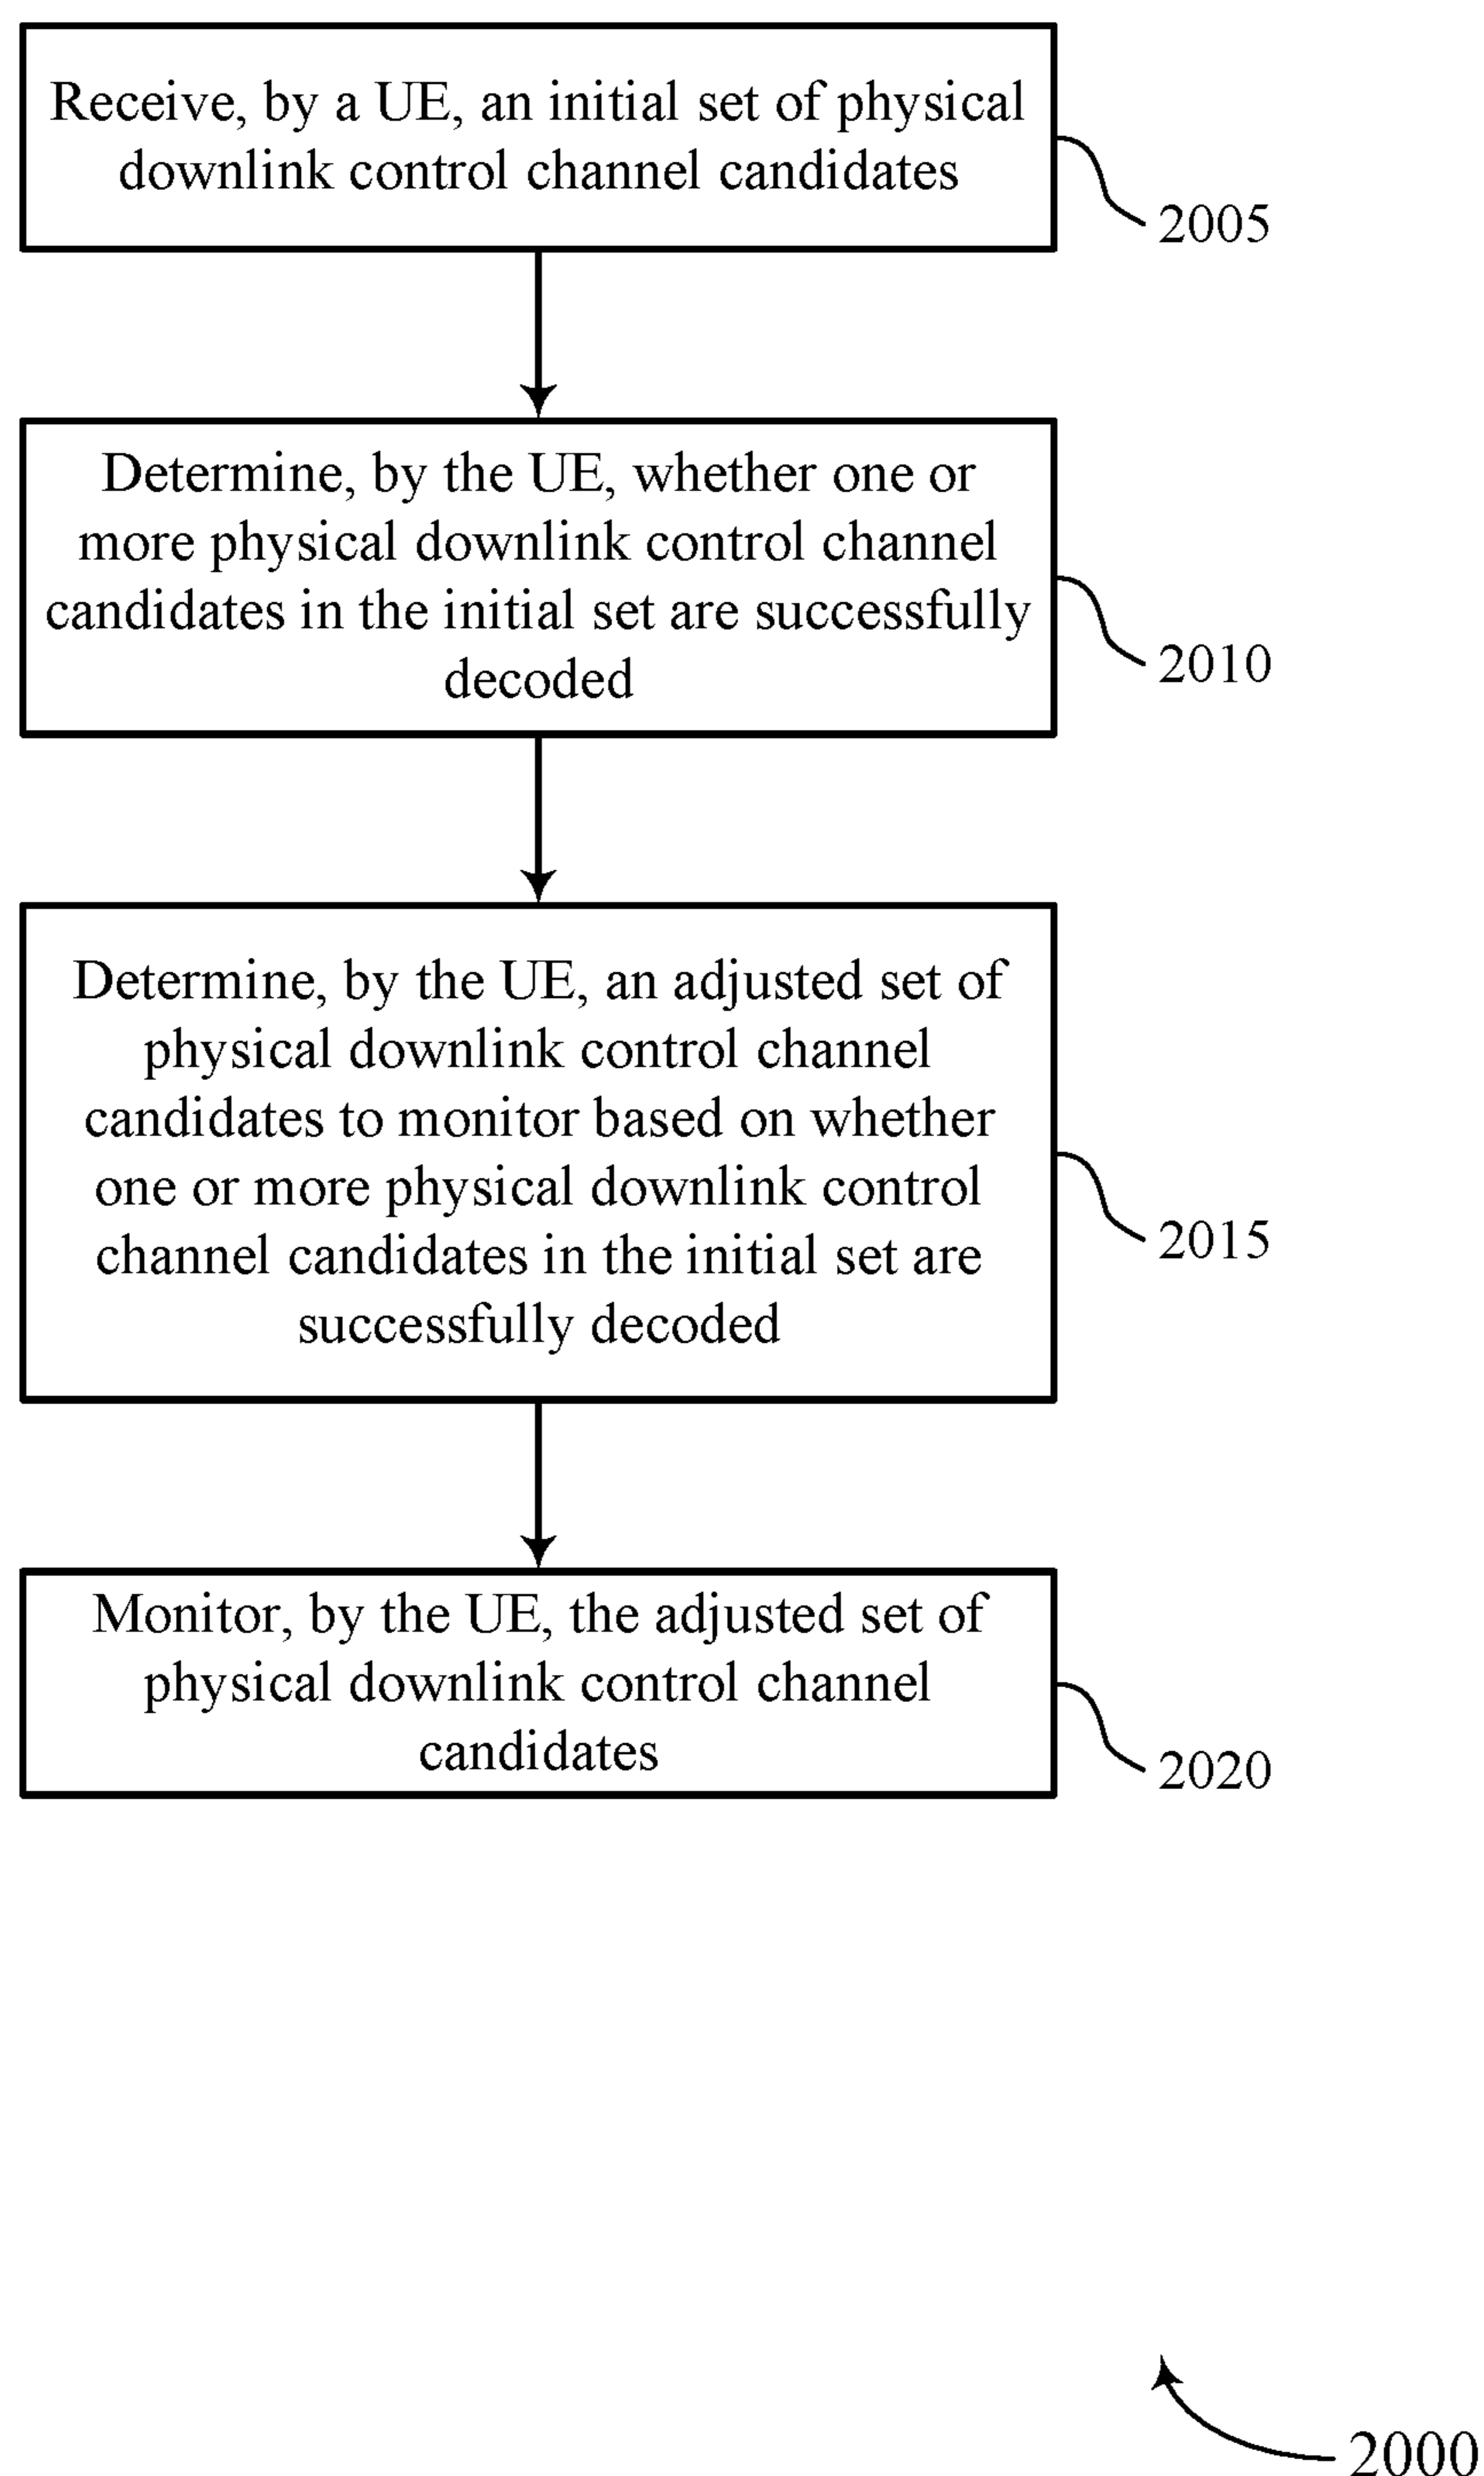 Receive, by a UE, an initial set of physical
downlink control channel candidates
2005
Determine, by the UE, whether one or
more physical downlink control channel
candidates in the initial set are successfully
decoded
2010
Determine, by the UE, an adjusted set of
physical downlink control channel
candidates to monitor based on whether
one or more physical downlink control
channel candidates in the initial set are
successfully decoded
2015
Monitor, by the UE, the adjusted set of
physical downlink control channel
candidates
2020
2000